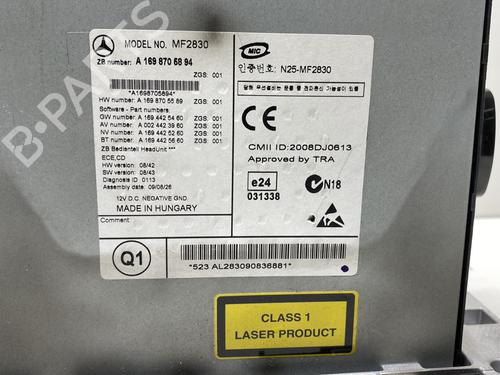 MODEL NO. MF2830
ZB number: A 169 870 58 94
ZGS: 001
*A1698705894*
ZGS: 001
HW number: A 169 870 55 89
Software - Part numbers:
GW number: A 169 442 54 60 ZGS: 001
AV number: A 002 442 39 60 ZGS: 001
NV number: A 169 442 52 60 ZGS: 001
BT number: A 169 442 56 60 ZGS: 001
ZB Bedienteil HeadUnit ***
ECE,CD
HW version: 08/42
SW version: 08/43
Diagnosis ID: 0113
Assembly date: 09/08/26
12V D.C. NEGATIVE GND.
MADE IN HUNGARY
Comment:
Q1
MIC
인증번호: N25-MF2830
CE
CMII ID:2008DJ0613
Approved by TRA
e24
031338
N18
*523 AL283090836881*
CLASS 1
LASER PRODUCT
B-PARTS